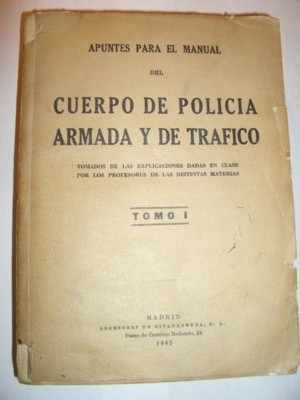 APUNTES PARA EL MANUAL
DEL
CUERPO DE POLICIA
ARMADA Y DE TRAFICO
TOMADOS DE LAS EXPLICACIONES DADAS EN CLASE
POR LOS PROFESORES DE LAS DISTINTAS MATERIAS
TOMO I
MADRID
SUCESORES DE RIVADENEYRA, S. A.
Paseo de Onésimo Redondo, 26
1942